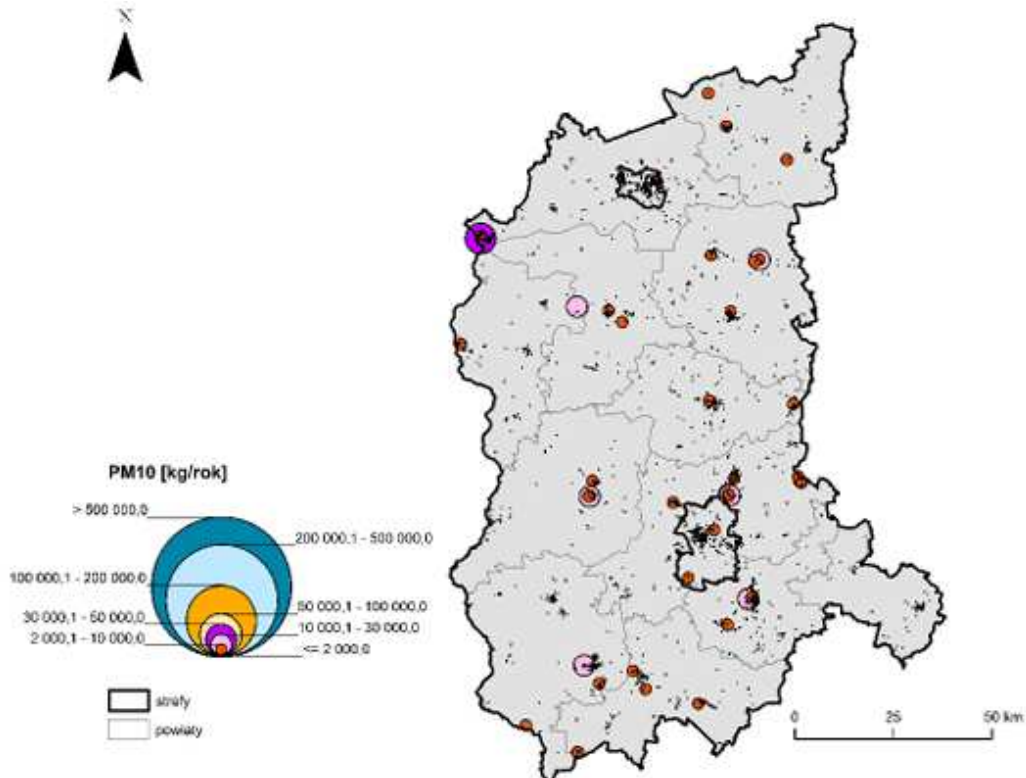 N
PM10 [kg/rok]
> 500 000,0
200 000,1 - 500 000,0
100 000,1 - 200 000,0
50 000,1 - 100 000,0
30 000,1 - 50 000,0
10 000,1 - 30 000,0
2 000,1 - 10 000,0
<= 2 000,0
strefy
powiaty
0 25 50 km